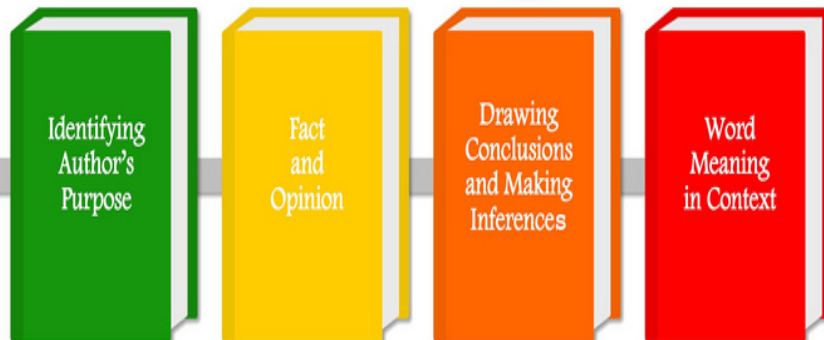 Identifying
Author's
Purpose
Fact
and
Opinion
Drawing
Conclusions
and Making
Inferences
Word
Meaning
in Context